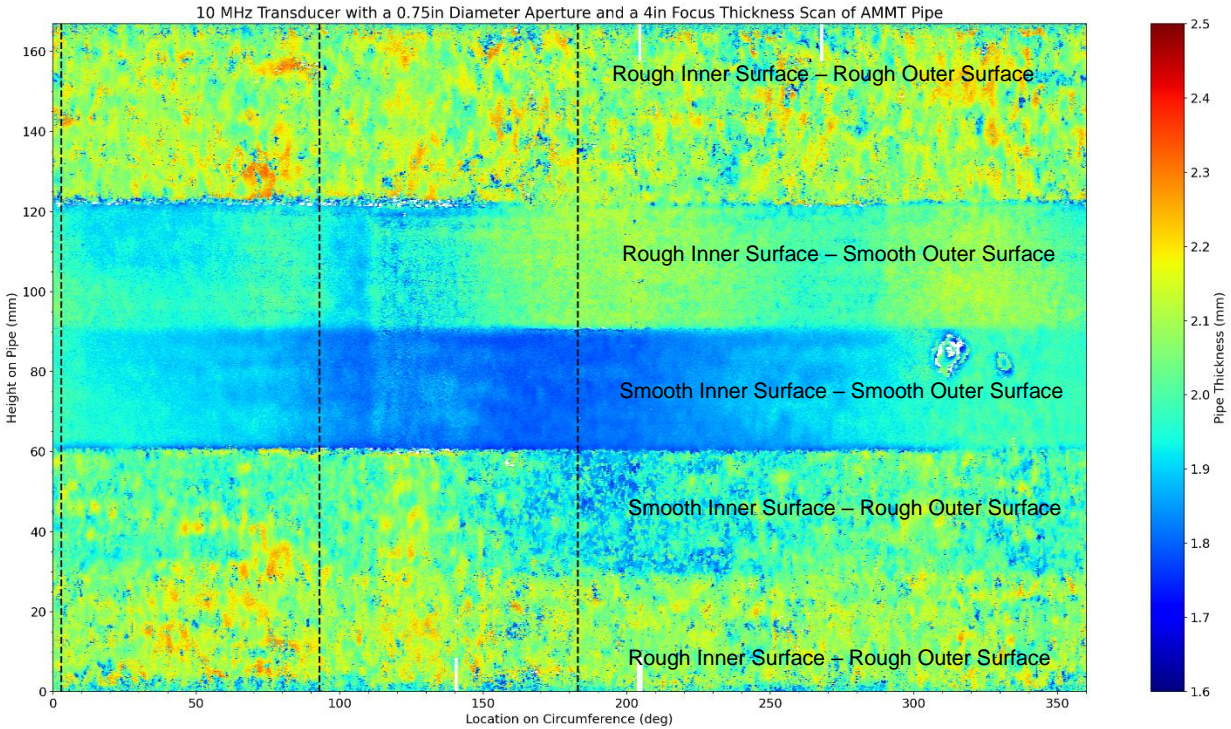 10 MHz Transducer with a 0.75in Diameter Aperture and a 4in Focus Thickness Scan of AMMT Pipe
Height on Pipe (mm)
160
140
120
100
80
60
40
20
0
Rough Inner Surface – Rough Outer Surface
Rough Inner Surface – Smooth Outer Surface
Smooth Inner Surface – Smooth Outer Surface
Smooth Inner Surface – Rough Outer Surface
Rough Inner Surface – Rough Outer Surface
0 50 100 150 200 250 300 350
Location on Circumference (deg)
2.5
2.4
2.3
2.2
2.1
2.0
1.9
1.8
1.7
1.6
Pipe Thickness (mm)